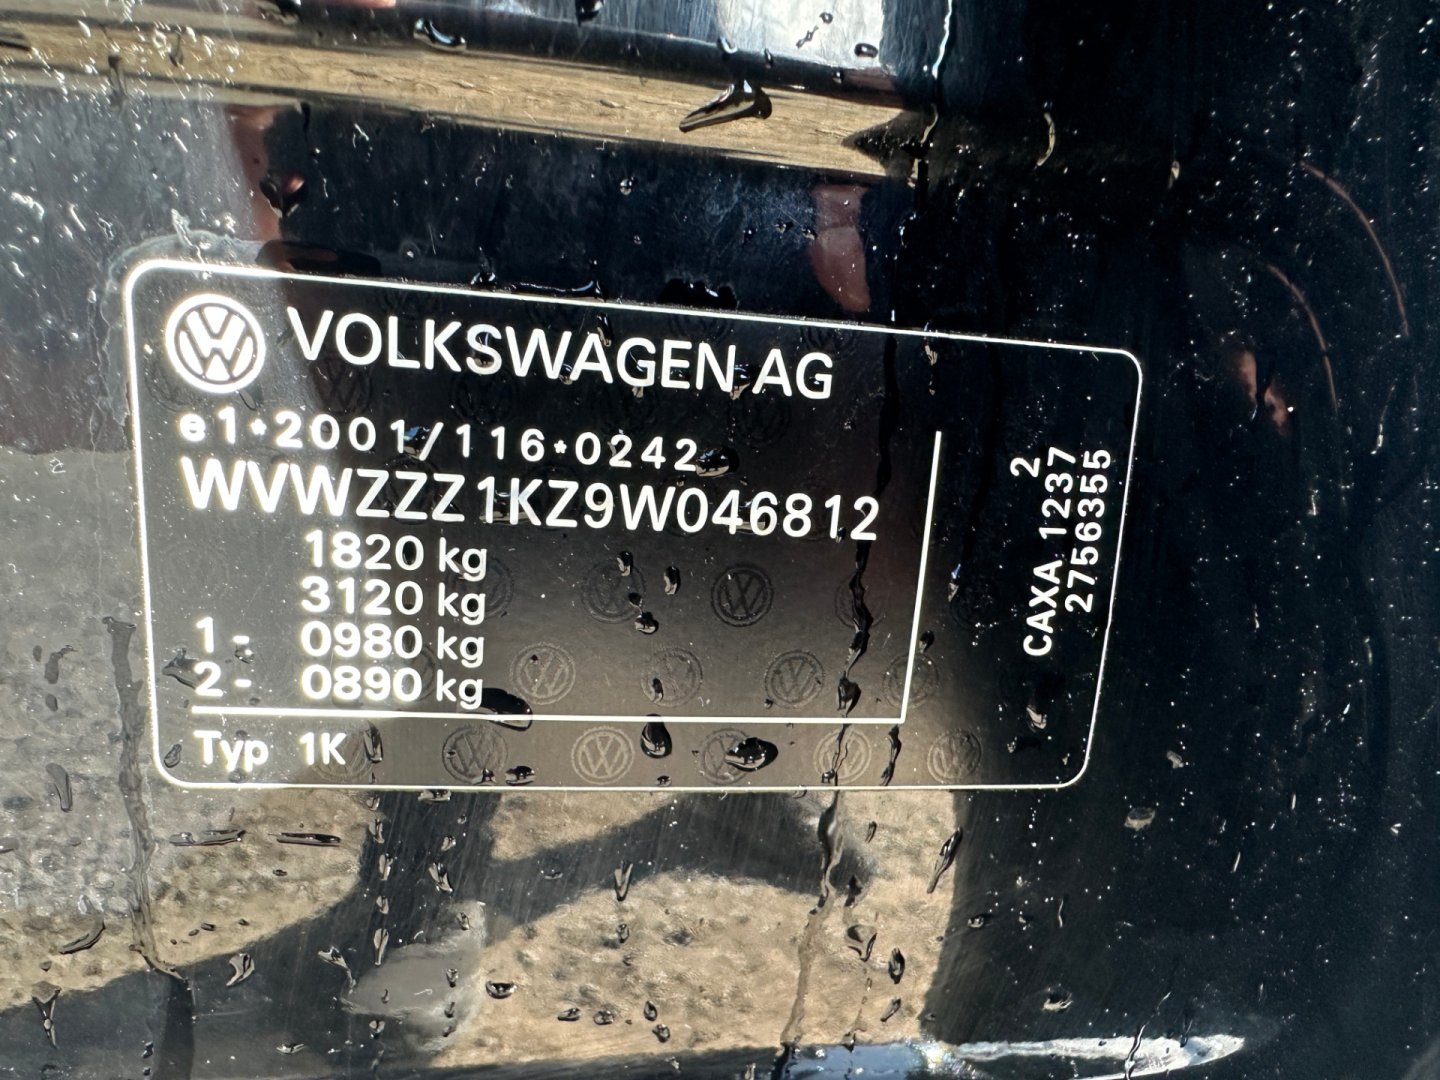 VOLKSWAGEN AG
e1*2001/116*0242
WVWZZZ1KZ9W046812
1820 kg
3120 kg
1- 0980 kg
2- 0890 kg
Typ 1K
2
CAXA 1237
2756355